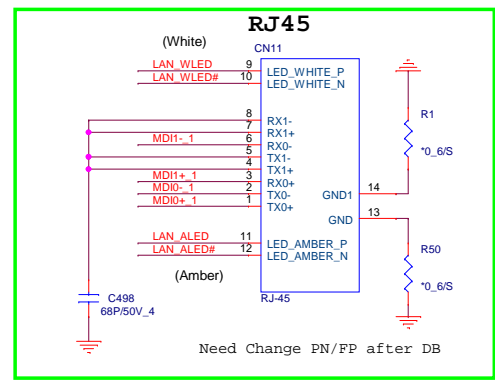 RJ45
(White)
CN11
LAN_WLED 9 LED_WHITE_P
LAN_WLED# 10 LED_WHITE_N
8 RX1-
7 RX1+
MDI1-_1 6 RX0-
5 TX1-
4 TX1+
MDI1+_1 3 RX0+
MDI0-_1 2 TX0-
MDI0+_1 1 TX0+
LAN_ALED 11 LED_AMBER_P
LAN_ALED# 12 LED_AMBER_N
(Amber)
RJ-45
GND1 14
GND 13
R1
*0_6/S
R50
*0_6/S
C498
68P/50V_4
Need Change PN/FP after DB